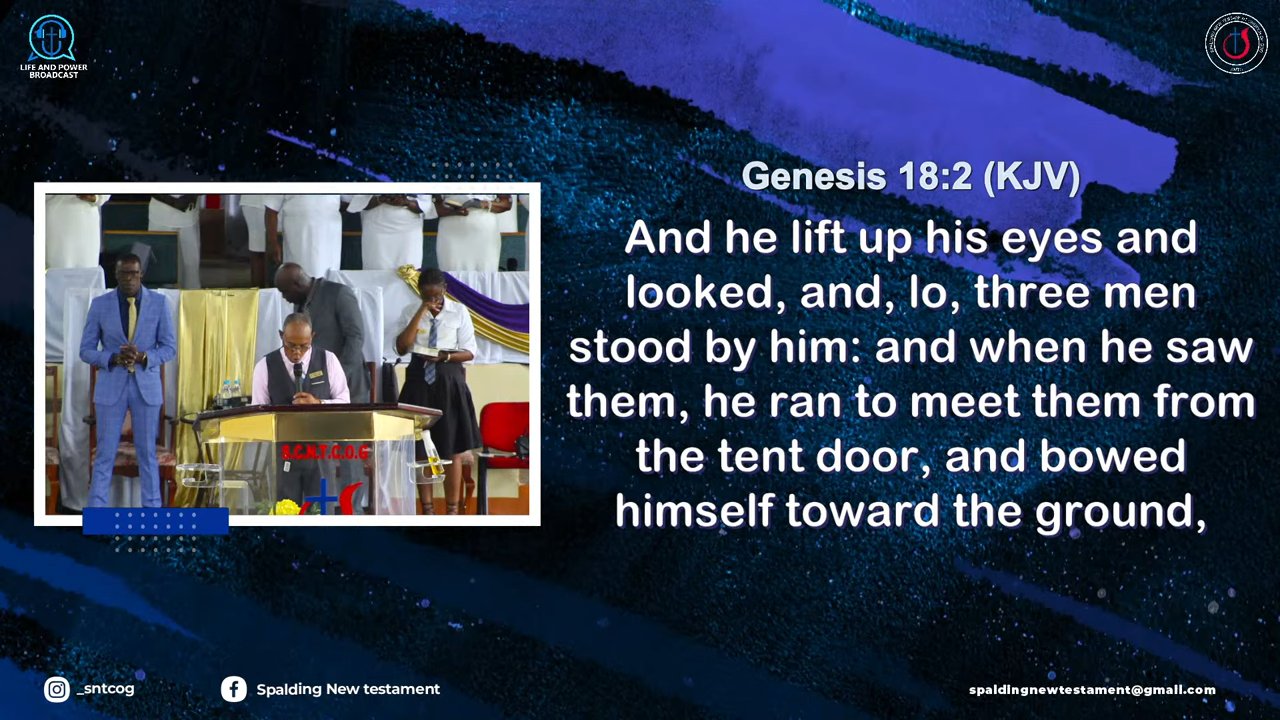 LIFE AND POWER
BROADCAST
Genesis 18:2 (KJV)
And he lift up his eyes and
looked, and, lo, three men
stood by him: and when he saw
them, he ran to meet them from
the tent door, and bowed
himself toward the ground,
S.C.N.T.C.O.G
_sntcog
Spalding New testament
spaldingnewtestament@gmail.com